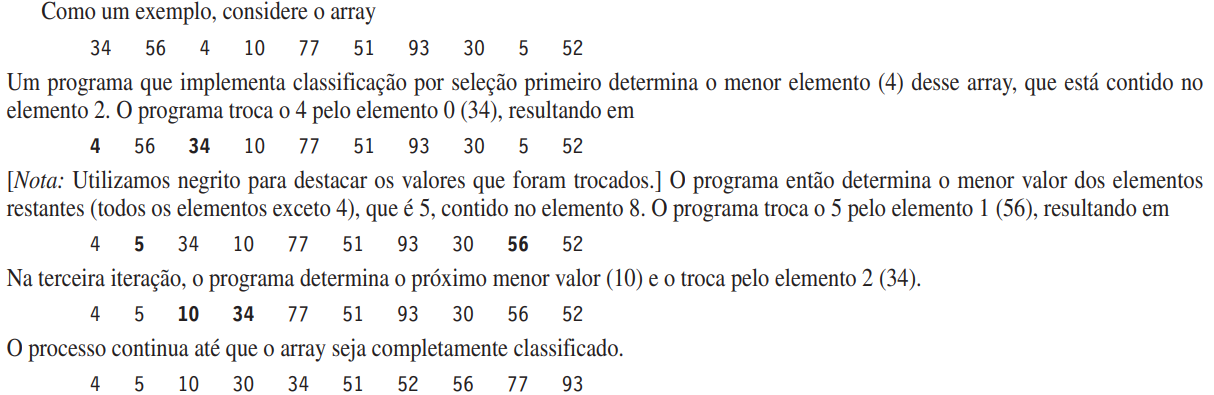 Como um exemplo, considere o array
34 56 4 10 77 51 93 30 5 52
Um programa que implementa classificação por seleção primeiro determina o menor elemento (4) desse array, que está contido no
elemento 2. O programa troca o 4 pelo elemento 0 (34), resultando em
4 56 34 10 77 51 93 30 5 52
[Nota: Utilizamos negrito para destacar os valores que foram trocados.] O programa então determina o menor valor dos elementos
restantes (todos os elementos exceto 4), que é 5, contido no elemento 8. O programa troca o 5 pelo elemento 1 (56), resultando em
4 5 34 10 77 51 93 30 56 52
Na terceira iteração, o programa determina o próximo menor valor (10) e o troca pelo elemento 2 (34).
4 5 10 34 77 51 93 30 56 52
O processo continua até que o array seja completamente classificado.
4 5 10 30 34 51 52 56 77 93